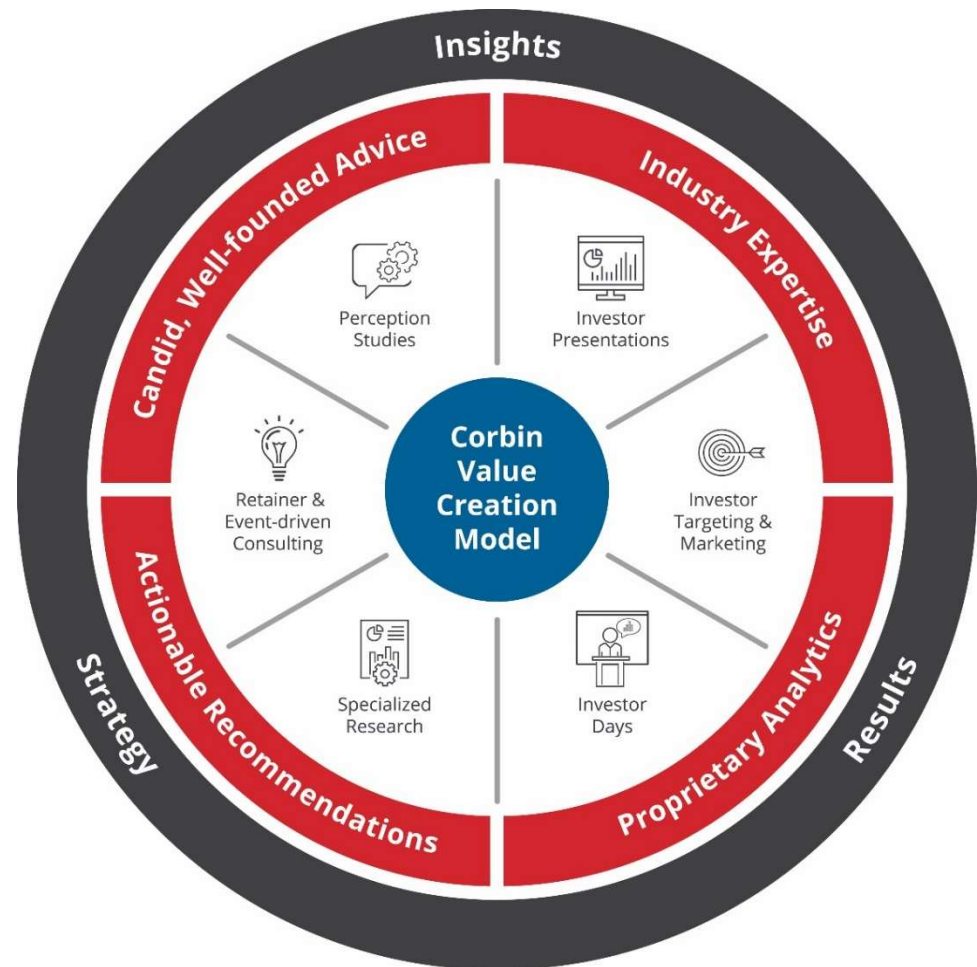 Insights
Candid, Well-founded Advice
Industry Expertise
Perception
Studies
Investor
Presentations
Corbin
Value
Creation
Model
Retainer &
Event-driven
Consulting
Investor
Targeting &
Marketing
Specialized
Research
Investor
Days
Actionable Recommendations
Proprietary Analytics
Strategy
Results